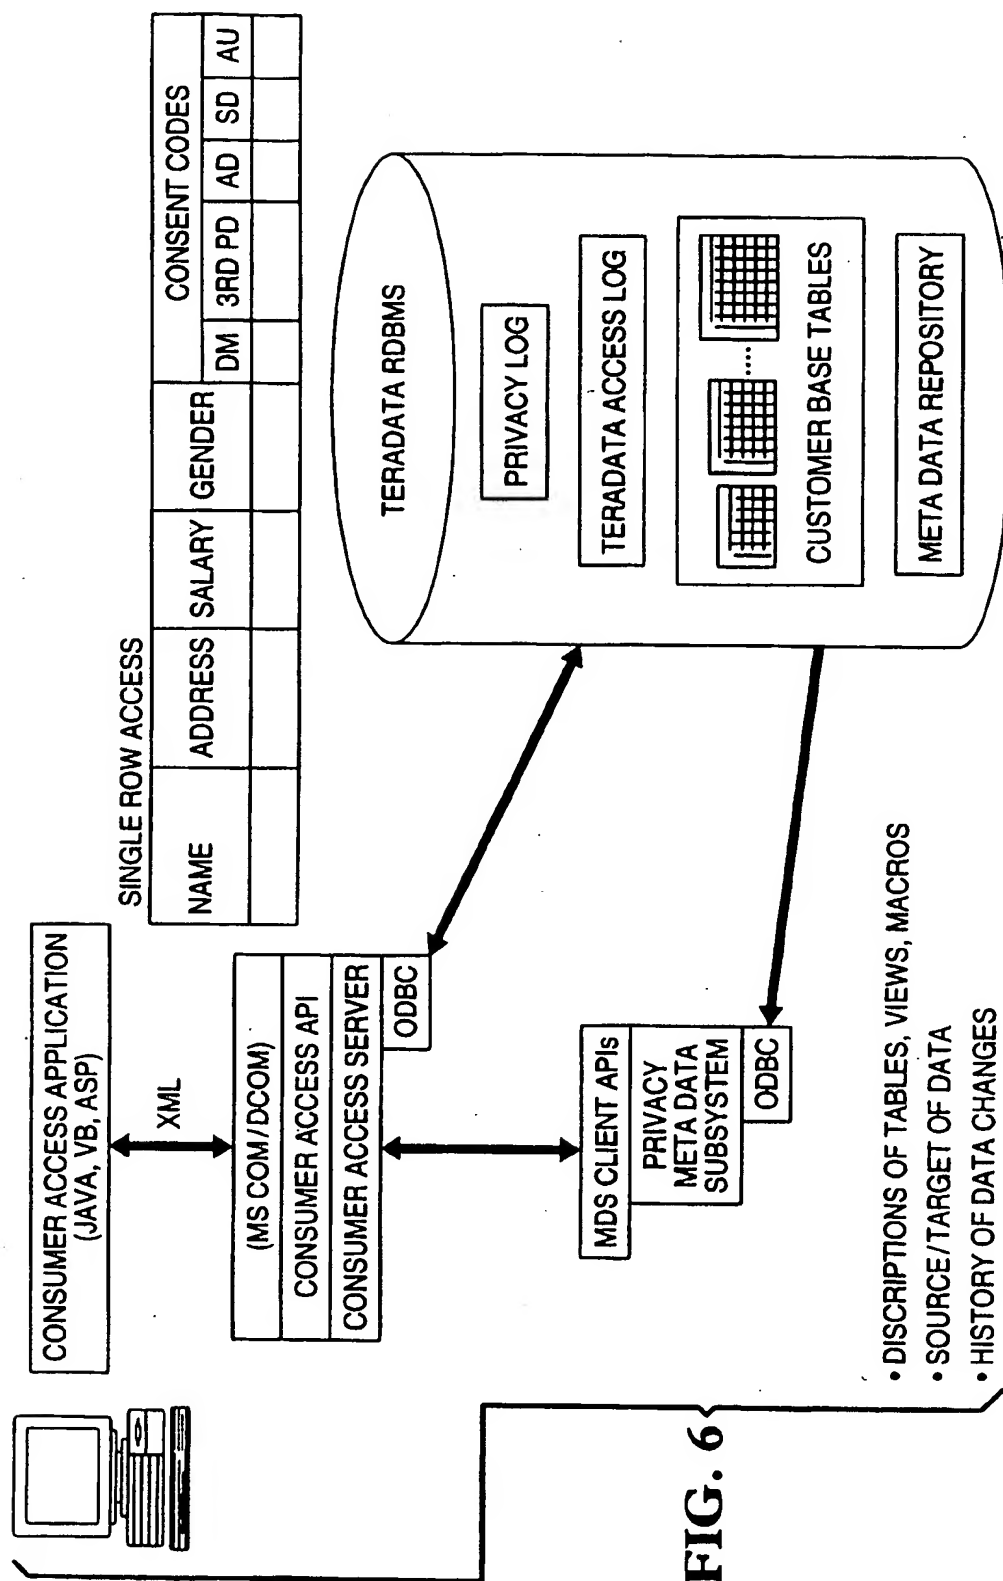 CONSUMER ACCESS APPLICATION
(JAVA, VB, ASP)
XML
(MS COM/DCOM)
CONSUMER ACCESS API
CONSUMER ACCESS SERVER
ODBC
MDS CLIENT APIs
PRIVACY
META DATA
SUBSYSTEM
ODBC
• DISCRIPTIONS OF TABLES, VIEWS, MACROS
• SOURCE/TARGET OF DATA
• HISTORY OF DATA CHANGES
SINGLE ROW ACCESS
NAME ADDRESS SALARY GENDER CONSENT CODES
DM 3RD PD AD SD AU
TERADATA RDBMS
PRIVACY LOG
TERADATA ACCESS LOG
CUSTOMER BASE TABLES
META DATA REPOSITORY
FIG. 6